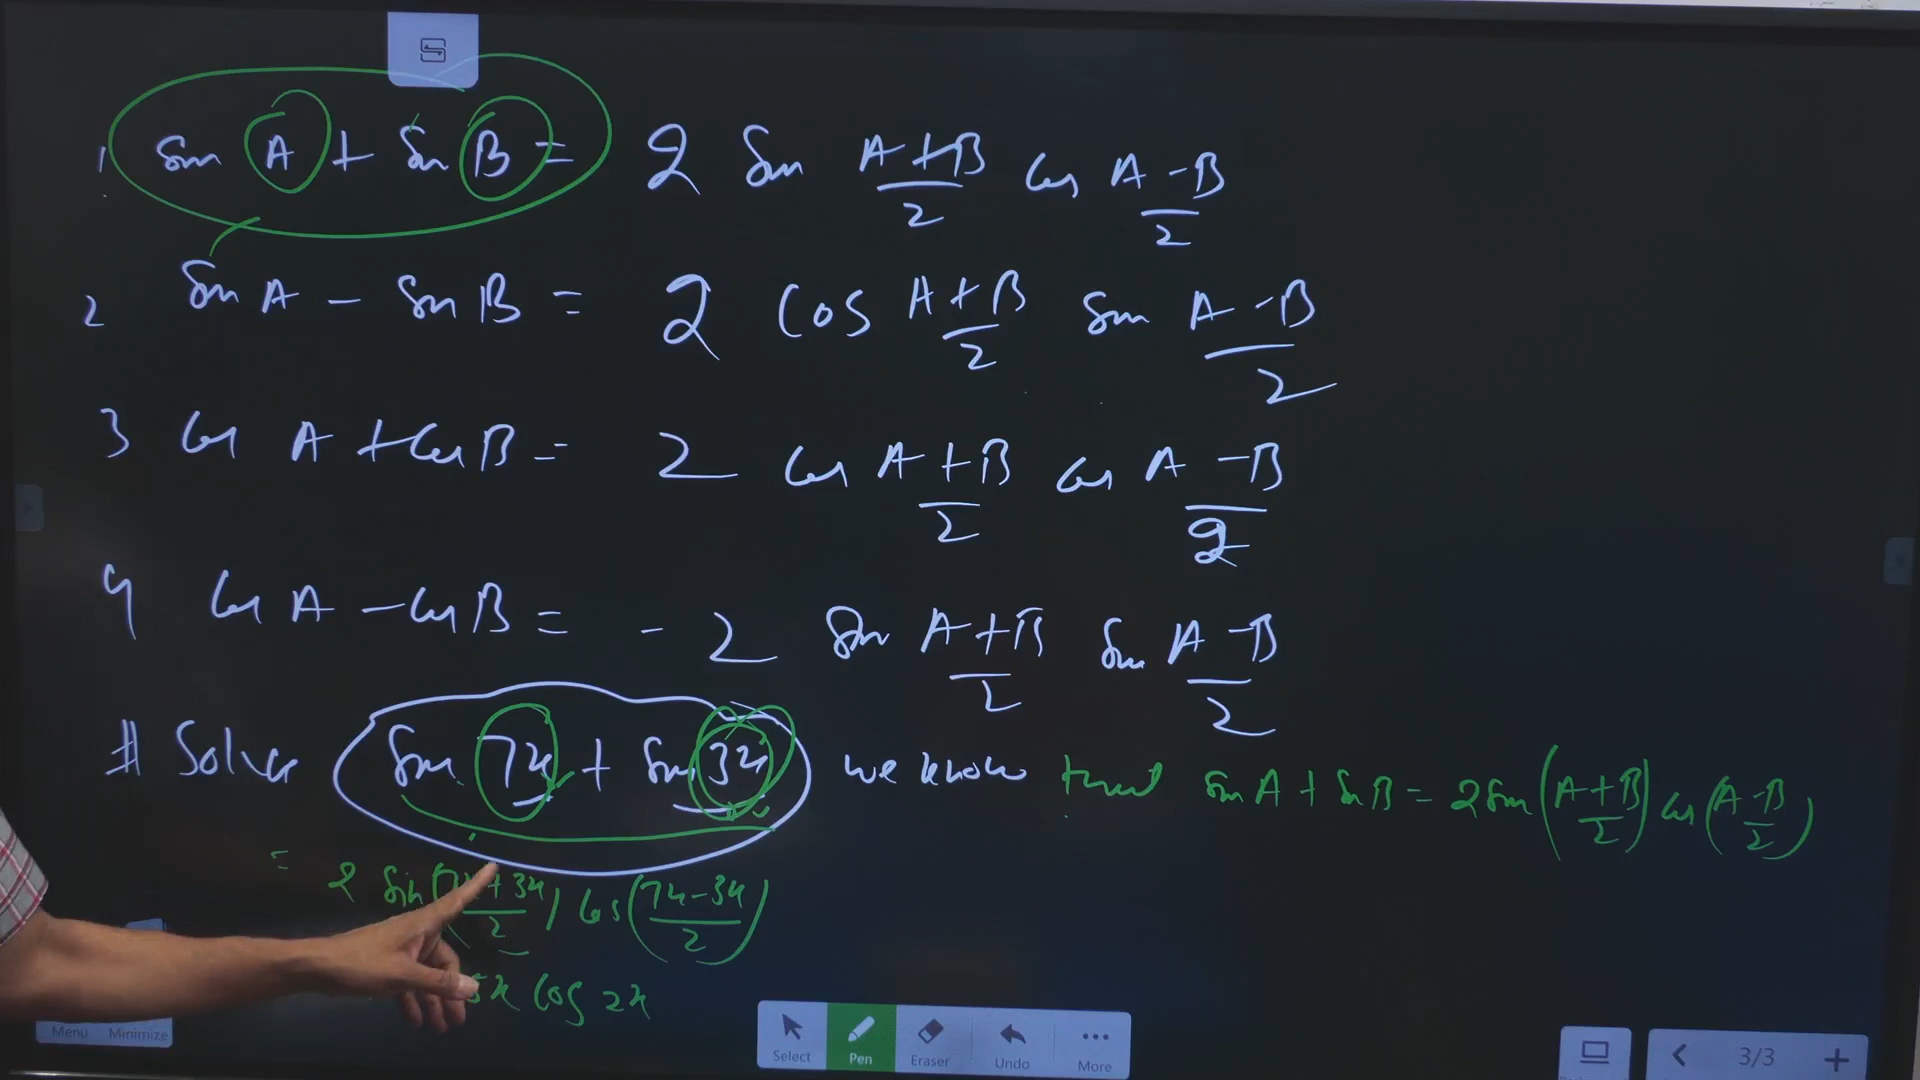 1 Sin A + Sin B = 2 Sin A+B/2 Cos A-B/2
2 Sin A - Sin B = 2 Cos A+B/2 Sin A-B/2
3 Cos A + Cos B = 2 Cos A+B/2 Cos A-B/2
4 Cos A - Cos B = -2 Sin A+B/2 Sin A-B/2
# Solve Sin 7x + Sin 3x we know that Sin A + Sin B = 2 Sin (A+B/2) Cos (A-B/2)
= 2 Sin (7x+3x/2) Cos (7x-3x/2)
5x Cos 2x
Menu Minimize
Select Pen Eraser Undo More
3/3